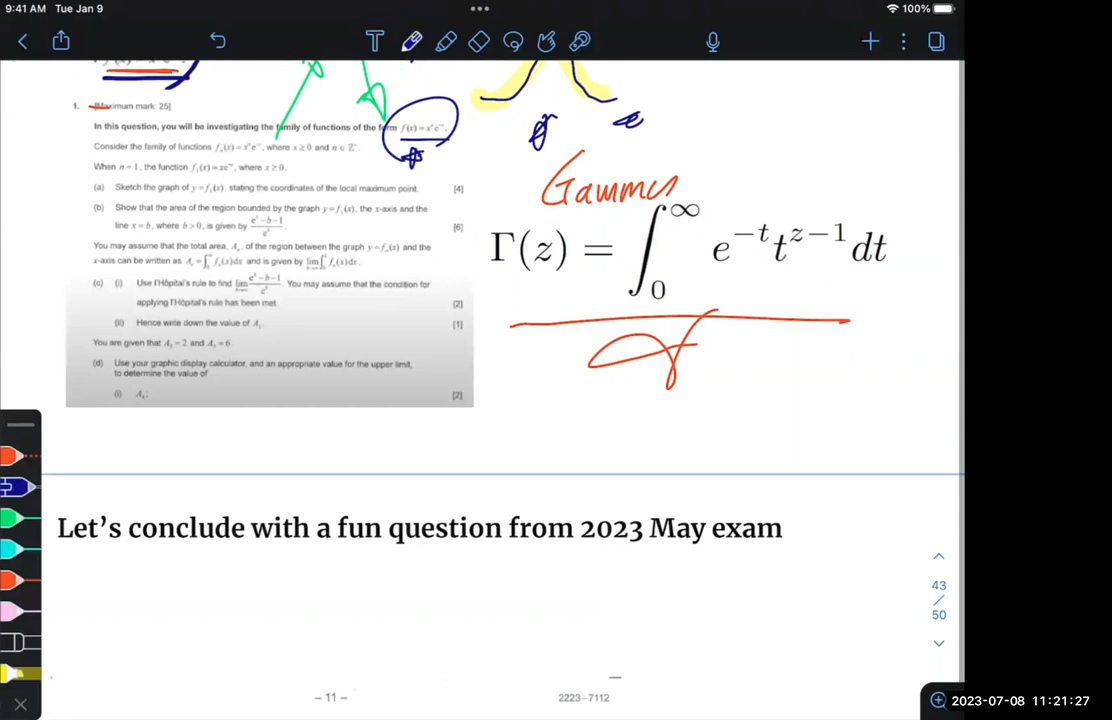 9:41 AM Tue Jan 9
100%
1. [Maximum mark: 25]
In this question, you will be investigating the family of functions of the form f(x) = xⁿe⁻ˣ.
Consider the family of functions fₙ(x) = xⁿe⁻ˣ, where x ≥ 0 and n ∈ ℤ⁺.
When n = 1, the function f₁(x) = xe⁻ˣ, where x ≥ 0.
(a) Sketch the graph of y = f₁(x), stating the coordinates of the local maximum point. [4]
(b) Show that the area of the region bounded by the graph y = f₁(x), the x-axis and the
line x = b, where b > 0, is given by (eᵇ − b − 1)/eᵇ. [6]
You may assume that the total area, Aₙ, of the region between the graph y = fₙ(x) and the
x-axis can be written as Aₙ = ∫₀^∞ fₙ(x)dx and is given by lim b→∞ ∫₀ᵇ fₙ(x)dx.
(c) (i) Use l'Hôpital's rule to find lim b→∞ (eᵇ − b − 1)/eᵇ. You may assume that the condition for
applying l'Hôpital's rule has been met. [2]
(ii) Hence write down the value of A₁. [1]
You are given that A₂ = 2 and A₃ = 6.
(d) Use your graphic display calculator, and an appropriate value for the upper limit,
to determine the value of
(i) A₄; [2]
Gamma
Γ(z) = ∫₀^∞ e^{−t} t^{z−1} dt
Let's conclude with a fun question from 2023 May exam
43
/
50
– 11 –
2223–7112
2023-07-08 11:21:27